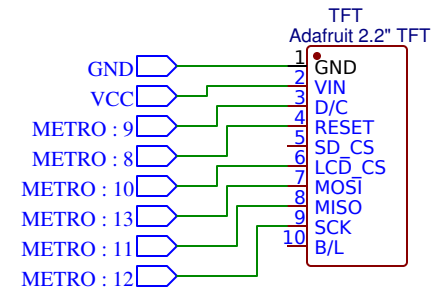 TFT
Adafruit 2.2" TFT
GND
VCC
METRO : 9
METRO : 8
METRO : 10
METRO : 13
METRO : 11
METRO : 12
1 GND
2 VIN
3 D/C
4 RESET
5 SD_CS
6 LCD_CS
7 MOSI
8 MISO
9 SCK
10 B/L